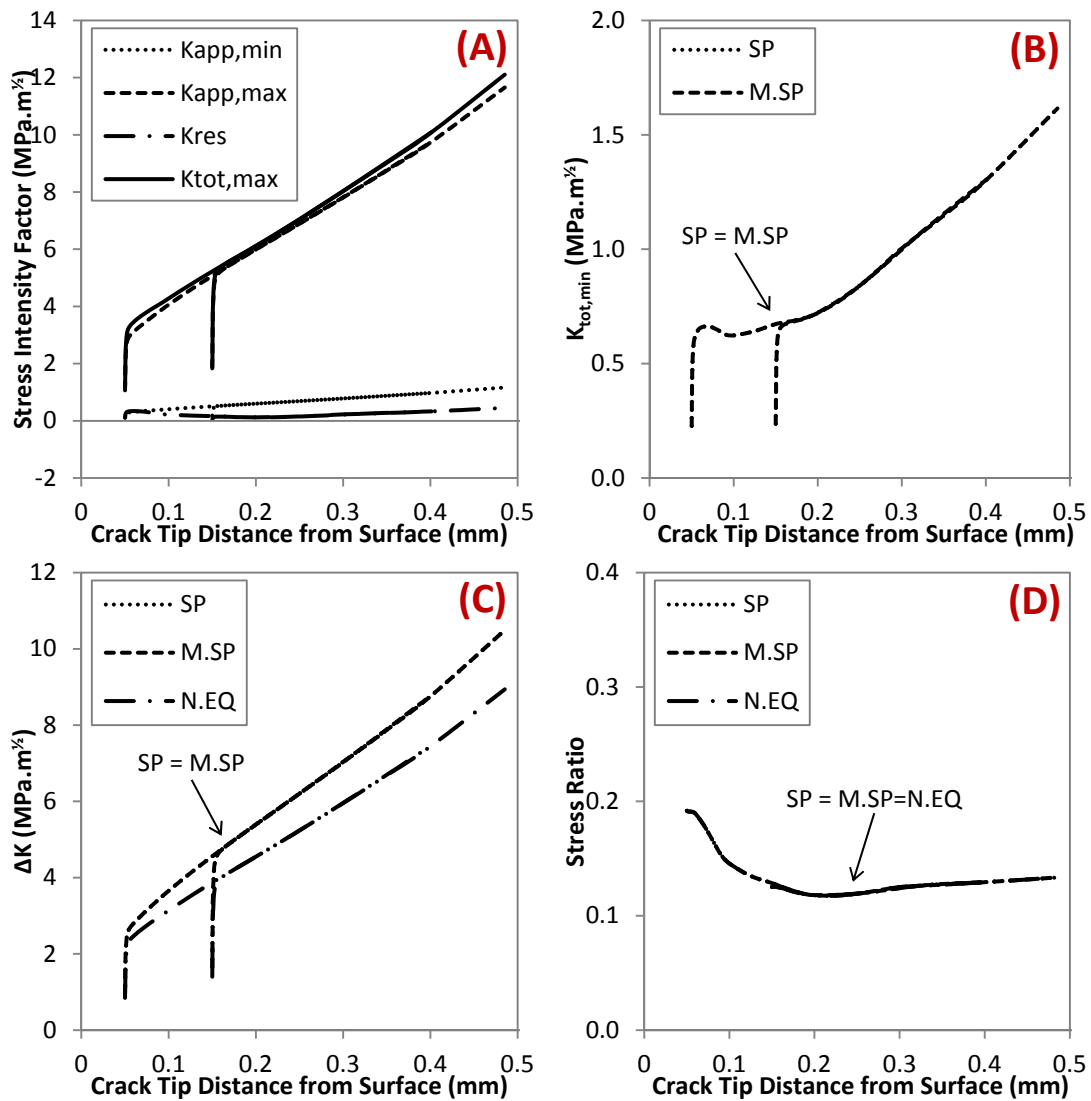 (A)
Kapp,min
Kapp,max
Kres
Ktot,max
14
12
10
8
6
4
2
0
-2
0
0.1
0.2
0.3
0.4
0.5
Stress Intensity Factor (MPa.m½)
Crack Tip Distance from Surface (mm)
(B)
SP
M.SP
SP = M.SP
2.0
1.5
1.0
0.5
0.0
0
0.1
0.2
0.3
0.4
0.5
Ktot,min (MPa.m½)
Crack Tip Distance from Surface (mm)
(C)
SP
M.SP
N.EQ
SP = M.SP
12
10
8
6
4
2
0
0
0.1
0.2
0.3
0.4
0.5
ΔK (MPa.m½)
Crack Tip Distance from Surface (mm)
(D)
SP
M.SP
N.EQ
SP = M.SP=N.EQ
0.4
0.3
0.2
0.1
0.0
0
0.1
0.2
0.3
0.4
0.5
Stress Ratio
Crack Tip Distance from Surface (mm)